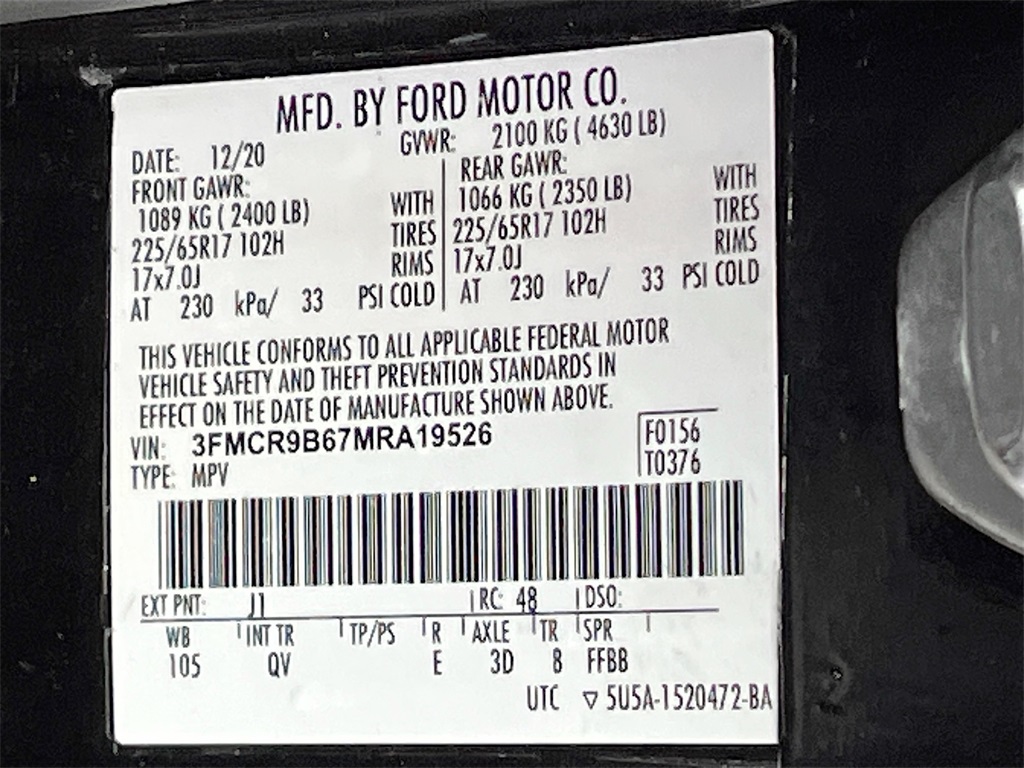 MFD. BY FORD MOTOR CO.
DATE: 12/20 GVWR: 2100 KG ( 4630 LB)
FRONT GAWR: REAR GAWR:
1089 KG ( 2400 LB) WITH 1066 KG ( 2350 LB) WITH
225/65R17 102H TIRES 225/65R17 102H TIRES
17x7.0J RIMS 17x7.0J RIMS
AT 230 kPa/ 33 PSI COLD AT 230 kPa/ 33 PSI COLD
THIS VEHICLE CONFORMS TO ALL APPLICABLE FEDERAL MOTOR
VEHICLE SAFETY AND THEFT PREVENTION STANDARDS IN
EFFECT ON THE DATE OF MANUFACTURE SHOWN ABOVE.
VIN: 3FMCR9B67MRA19526 F0156
TYPE: MPV T0376
EXT PNT: J1 RC: 48 DSO:
WB INT TR TP/PS R AXLE TR SPR
105 QV E 3D 8 FFBB
UTC ▽ 5U5A-1520472-BA